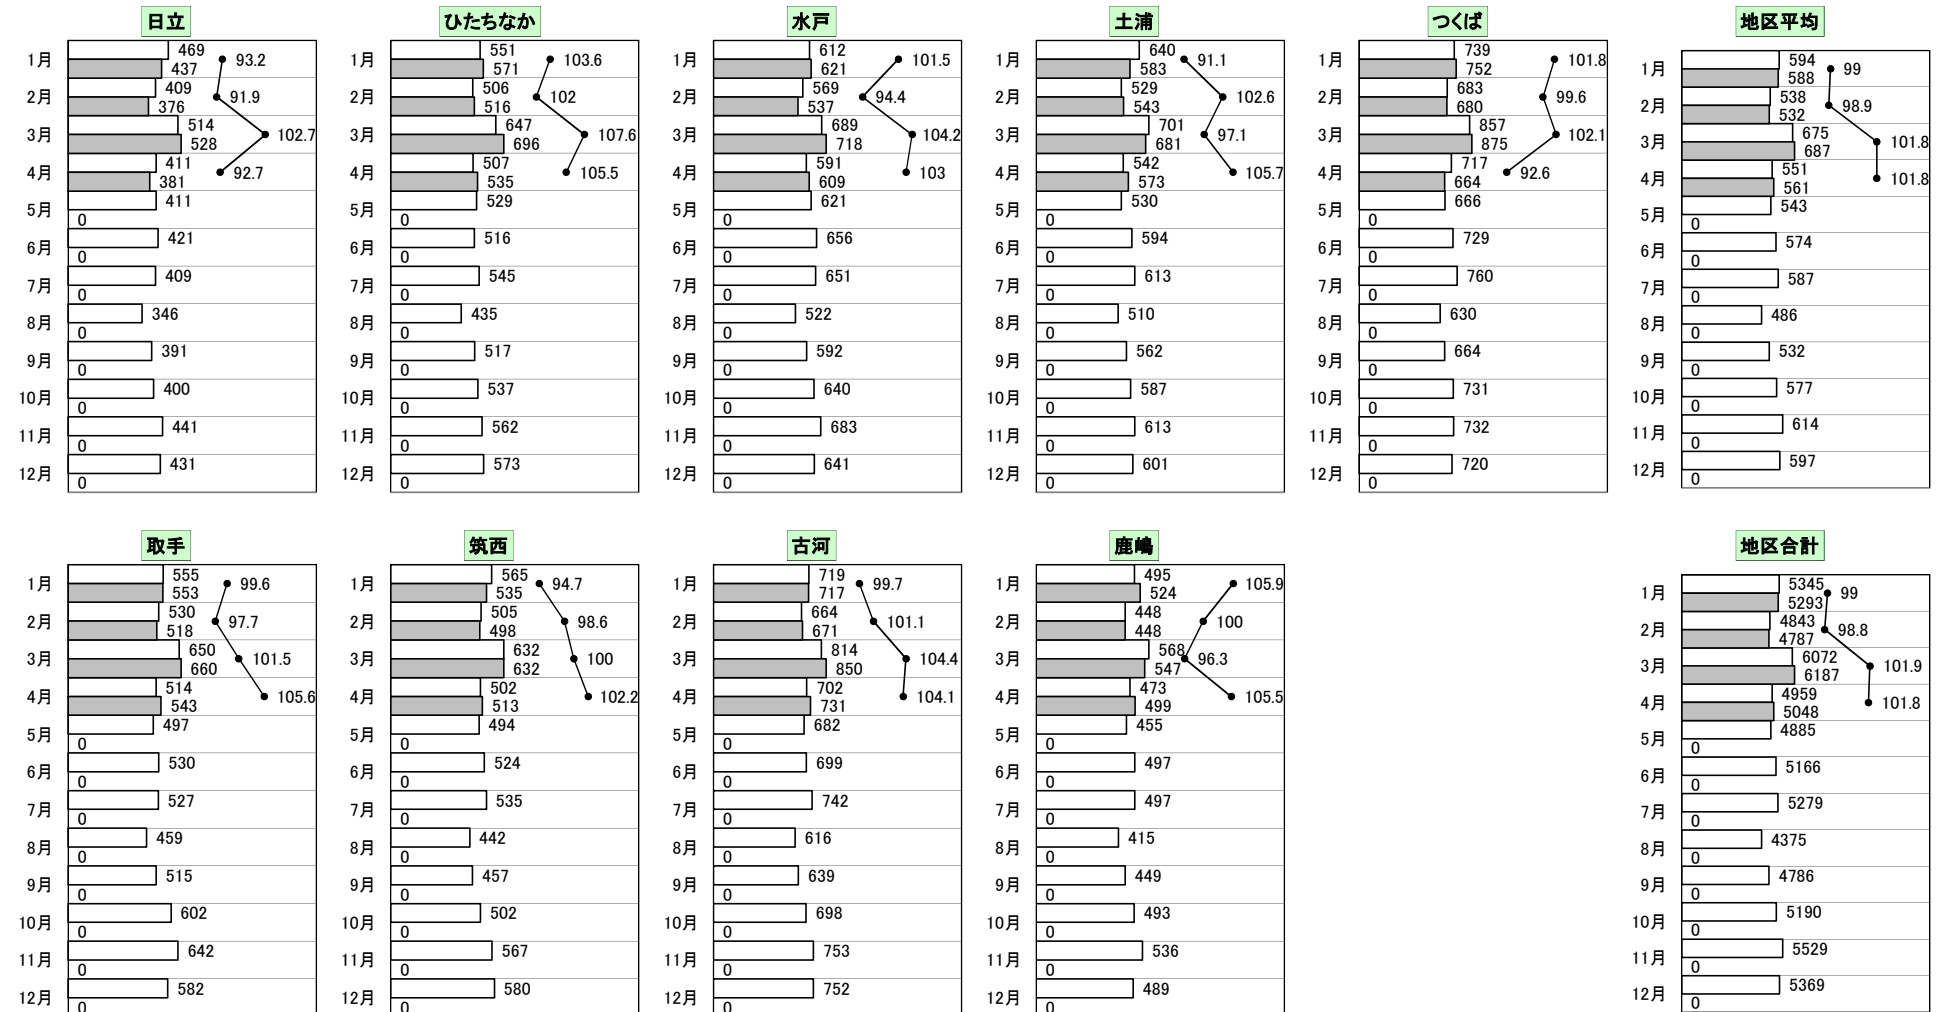 日立
469
1月 93.2
437
409
2月 91.9
376
514
3月 102.7
528
411
4月 92.7
381
411
5月
0
421
6月
0
409
7月
0
346
8月
0
391
9月
0
400
10月
0
441
11月
0
431
12月
0
ひたちなか
551
1月 103.6
571
506
2月 102
516
647
3月 107.6
696
507
4月 105.5
535
529
5月
0
516
6月
0
545
7月
0
435
8月
0
517
9月
0
537
10月
0
562
11月
0
573
12月
0
水戸
612
1月 101.5
621
569
2月 94.4
537
689
3月 104.2
718
591
4月 103
609
621
5月
0
656
6月
0
651
7月
0
522
8月
0
592
9月
0
640
10月
0
683
11月
0
641
12月
0
土浦
640
1月 91.1
583
529
2月 102.6
543
701
3月 97.1
681
542
4月 105.7
573
530
5月
0
594
6月
0
613
7月
0
510
8月
0
562
9月
0
587
10月
0
613
11月
0
601
12月
0
つくば
739
1月 101.8
752
683
2月 99.6
680
857
3月 102.1
875
717
4月 92.6
664
666
5月
0
729
6月
0
760
7月
0
630
8月
0
664
9月
0
731
10月
0
732
11月
0
720
12月
0
地区平均
594
1月 99
588
538
2月 98.9
532
675
3月 101.8
687
551
4月 101.8
561
543
5月
0
574
6月
0
587
7月
0
486
8月
0
532
9月
0
577
10月
0
614
11月
0
597
12月
0
取手
555
1月 99.6
553
530
2月 97.7
518
650
3月 101.5
660
514
4月 105.6
543
497
5月
0
530
6月
0
527
7月
0
459
8月
0
515
9月
0
602
10月
0
642
11月
0
582
12月
0
筑西
565
1月 94.7
535
505
2月 98.6
498
632
3月 100
632
502
4月 102.2
513
494
5月
0
524
6月
0
535
7月
0
442
8月
0
457
9月
0
502
10月
0
567
11月
0
580
12月
0
古河
719
1月 99.7
717
664
2月 101.1
671
814
3月 104.4
850
702
4月 104.1
731
682
5月
0
699
6月
0
742
7月
0
616
8月
0
639
9月
0
698
10月
0
753
11月
0
752
12月
0
鹿嶋
495
1月 105.9
524
448
2月 100
448
568
3月 96.3
547
473
4月 105.5
499
455
5月
0
497
6月
0
497
7月
0
415
8月
0
449
9月
0
493
10月
0
536
11月
0
489
12月
0
地区合計
5345
1月 99
5293
4843
2月 98.8
4787
6072
3月 101.9
6187
4959
4月 101.8
5048
4885
5月
0
5166
6月
0
5279
7月
0
4375
8月
0
4786
9月
0
5190
10月
0
5529
11月
0
5369
12月
0